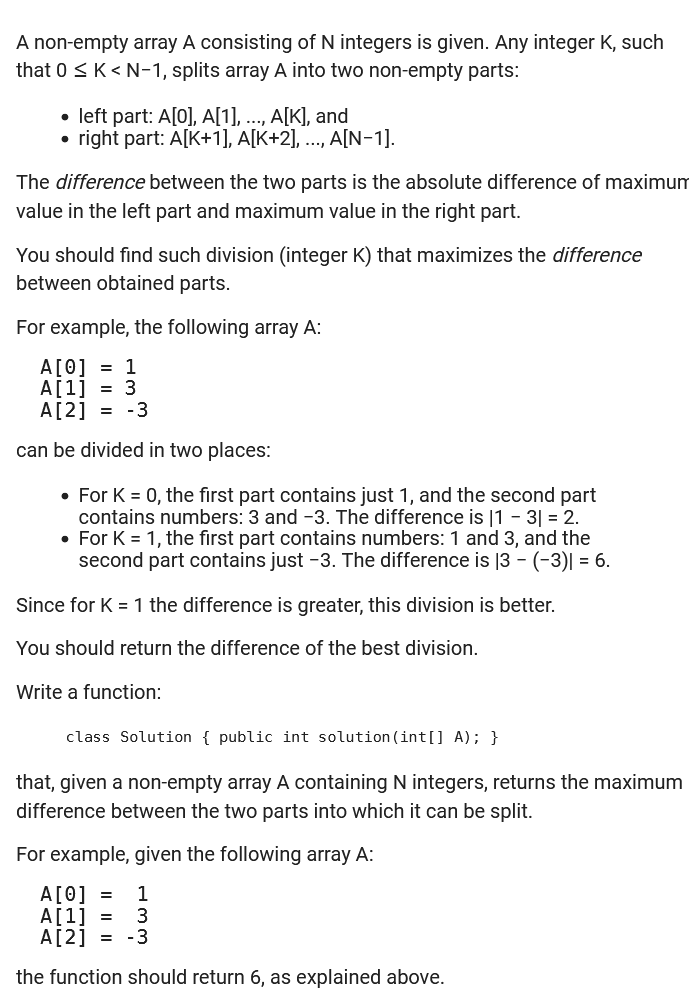 A non-empty array A consisting of N integers is given. Any integer K, such
that 0 ≤ K < N−1, splits array A into two non-empty parts:
• left part: A[0], A[1], ..., A[K], and
• right part: A[K+1], A[K+2], ..., A[N−1].
The difference between the two parts is the absolute difference of maximum
value in the left part and maximum value in the right part.
You should find such division (integer K) that maximizes the difference
between obtained parts.
For example, the following array A:
A[0] = 1
A[1] = 3
A[2] = -3
can be divided in two places:
• For K = 0, the first part contains just 1, and the second part
contains numbers: 3 and −3. The difference is |1 − 3| = 2.
• For K = 1, the first part contains numbers: 1 and 3, and the
second part contains just −3. The difference is |3 − (−3)| = 6.
Since for K = 1 the difference is greater, this division is better.
You should return the difference of the best division.
Write a function:
class Solution { public int solution(int[] A); }
that, given a non-empty array A containing N integers, returns the maximum
difference between the two parts into which it can be split.
For example, given the following array A:
A[0] =  1
A[1] =  3
A[2] = -3
the function should return 6, as explained above.